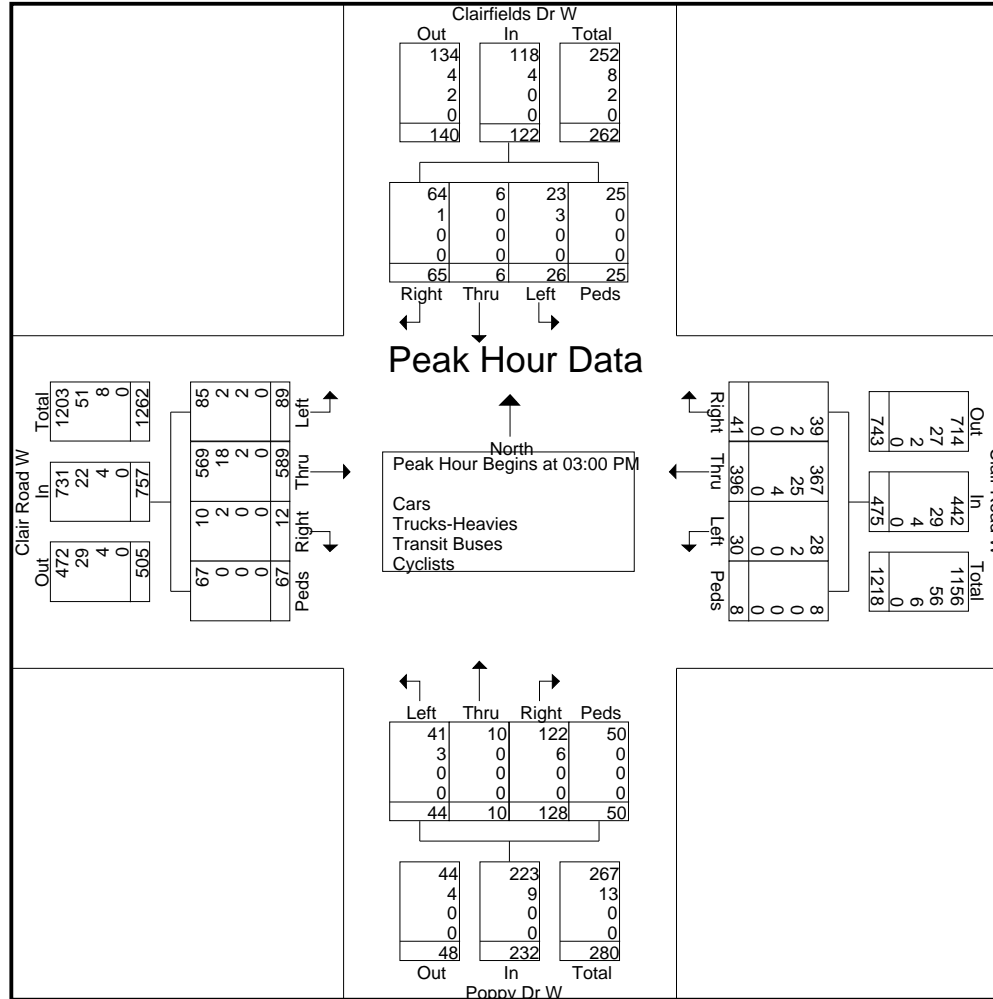 Clairfields Dr W
Out In Total
134 118 252
4 4 8
2 0 2
0 0 0
140 122 262
64 6 23 25
1 0 3 0
0 0 0 0
0 0 0 0
65 6 26 25
Right Thru Left Peds
Peak Hour Data
North
Peak Hour Begins at 03:00 PM
Cars
Trucks-Heavies
Transit Buses
Cyclists
Clair Road W
Out In Total
472 731 1203
29 22 51
4 4 8
0 0 0
505 757 1262
67 10 569 85
0 2 18 2
0 0 2 2
0 0 0 0
67 12 589 89
Peds Right Thru Left
Clair Road W
Out In Total
714 442 1156
27 29 56
2 4 6
0 0 0
743 475 1218
39 367 28 8
2 25 2 0
0 4 0 0
0 0 0 0
41 396 30 8
Right Thru Left Peds
Left Thru Right Peds
41 10 122 50
3 0 6 0
0 0 0 0
0 0 0 0
44 10 128 50
44 223 267
4 9 13
0 0 0
0 0 0
48 232 280
Out In Total
Poppy Dr W